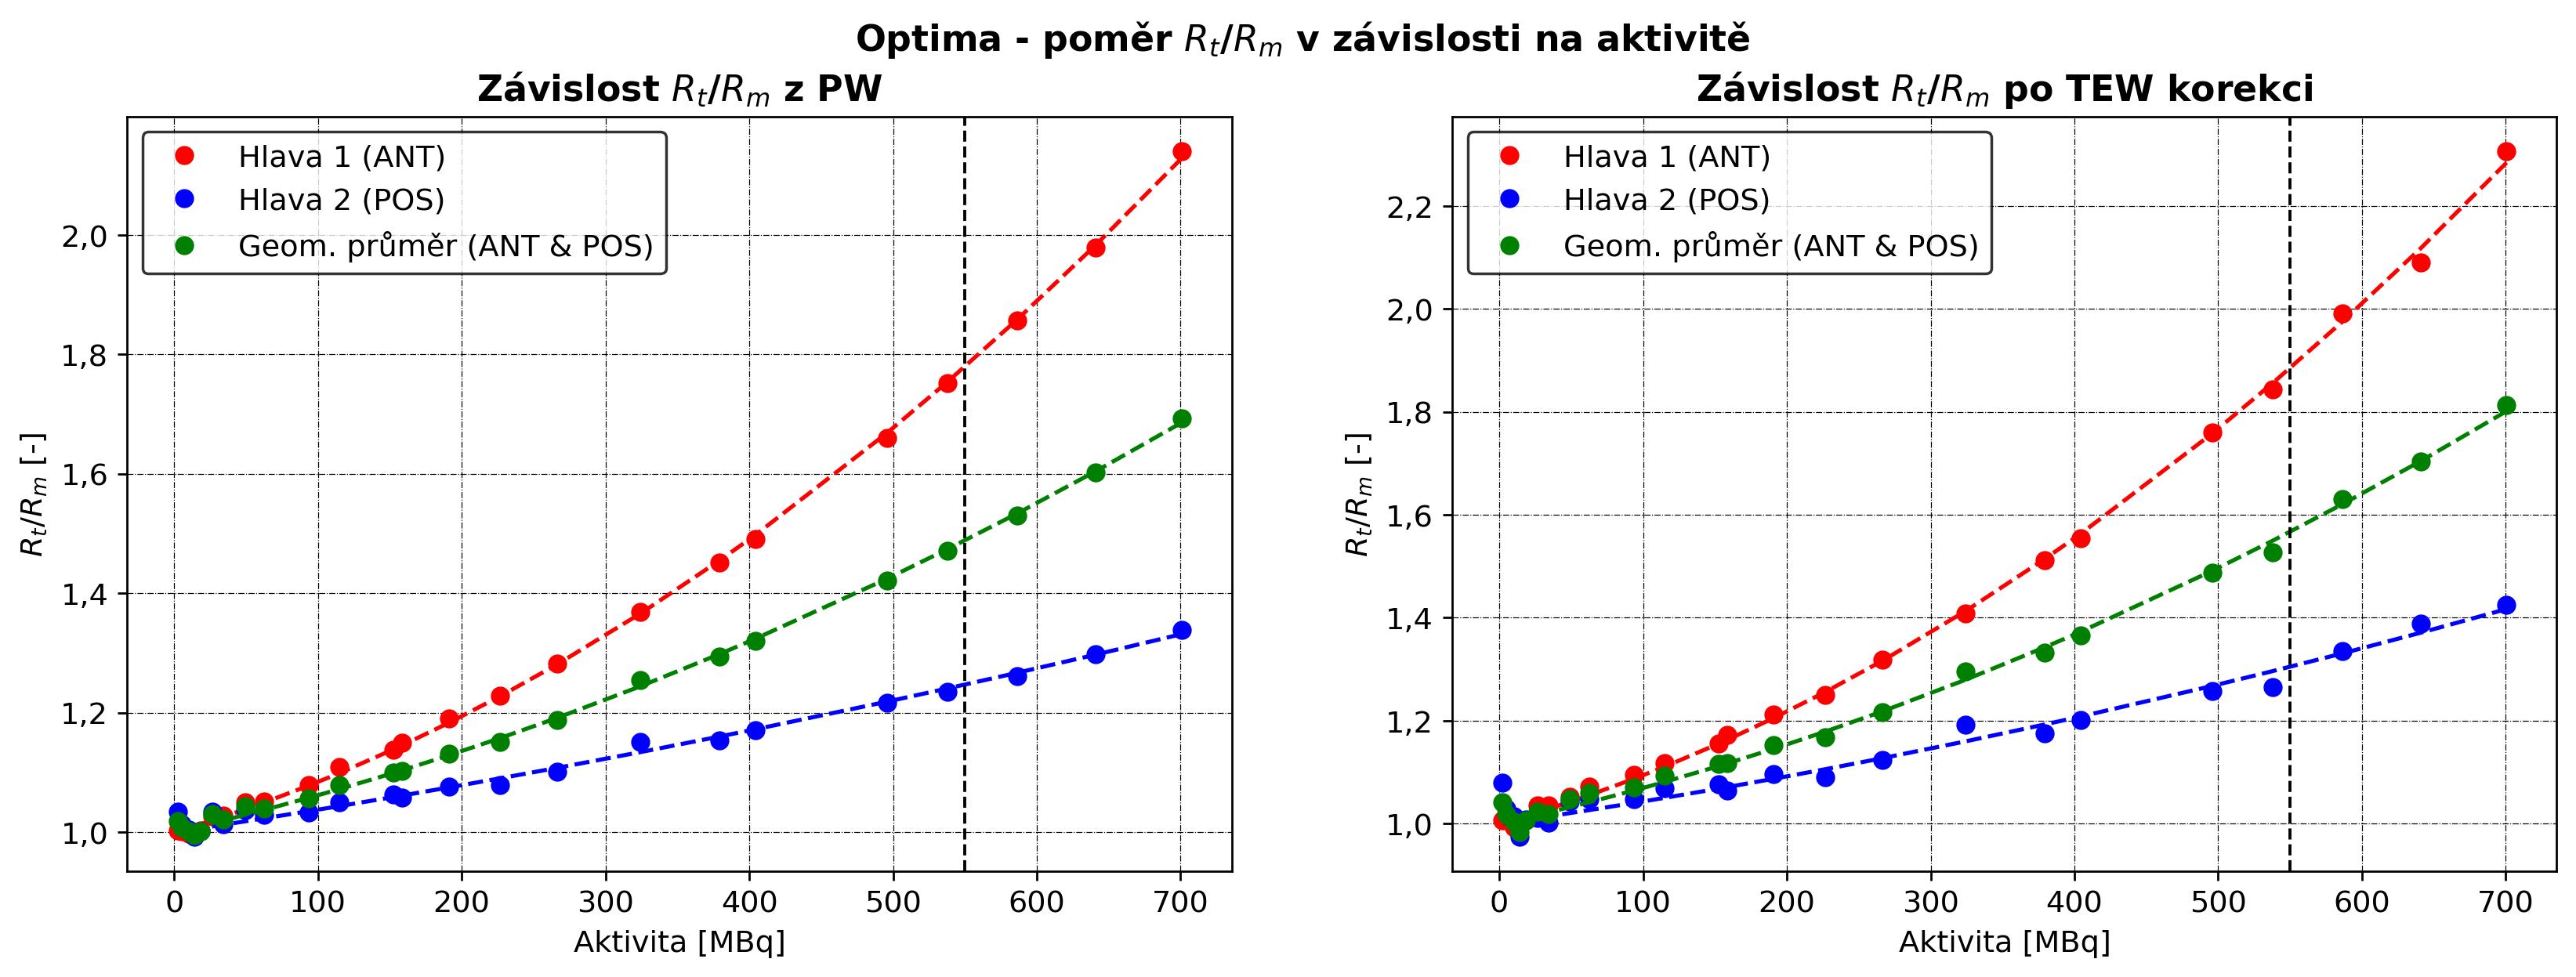 Optima - poměr Rt/Rm v závislosti na aktivitě
Závislost Rt/Rm z PW
Hlava 1 (ANT)
Hlava 2 (POS)
Geom. průměr (ANT & POS)
Rt/Rm [-]
2,0
1,8
1,6
1,4
1,2
1,0
0 100 200 300 400 500 600 700
Aktivita [MBq]
Závislost Rt/Rm po TEW korekci
Hlava 1 (ANT)
Hlava 2 (POS)
Geom. průměr (ANT & POS)
Rt/Rm [-]
2,2
2,0
1,8
1,6
1,4
1,2
1,0
0 100 200 300 400 500 600 700
Aktivita [MBq]